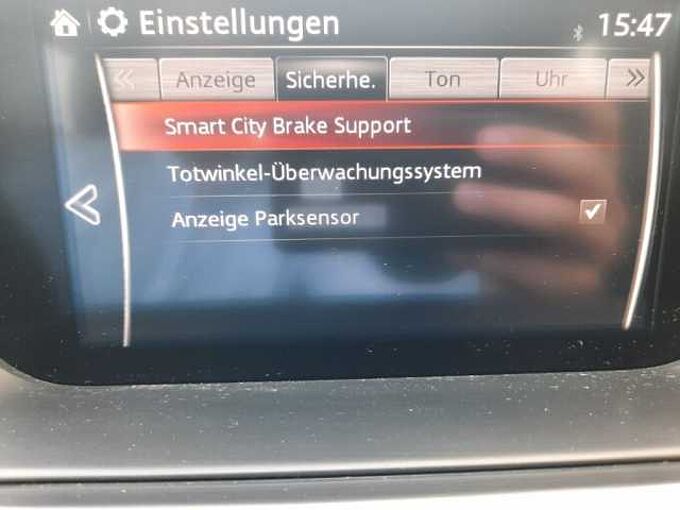 Einstellungen 15:47
Anzeige Sicherhe. Ton Uhr
Smart City Brake Support
Totwinkel-Überwachungssystem
Anzeige Parksensor